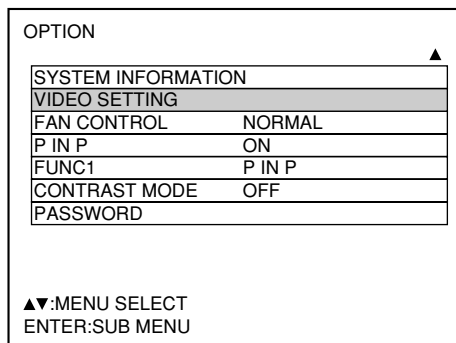 OPTION
▲
SYSTEM INFORMATION
VIDEO SETTING
FAN CONTROL NORMAL
P IN P ON
FUNC1 P IN P
CONTRAST MODE OFF
PASSWORD
▲▼:MENU SELECT
ENTER:SUB MENU